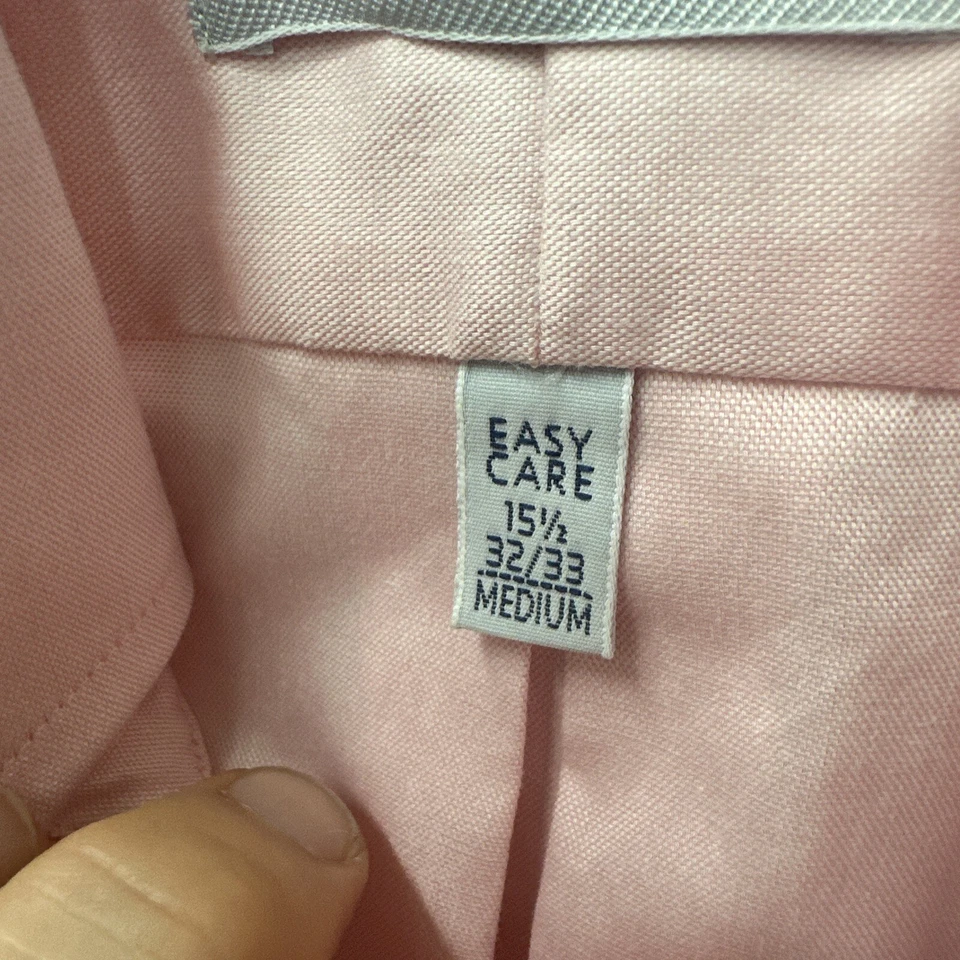 EASY
CARE
15½
32/33
MEDIUM